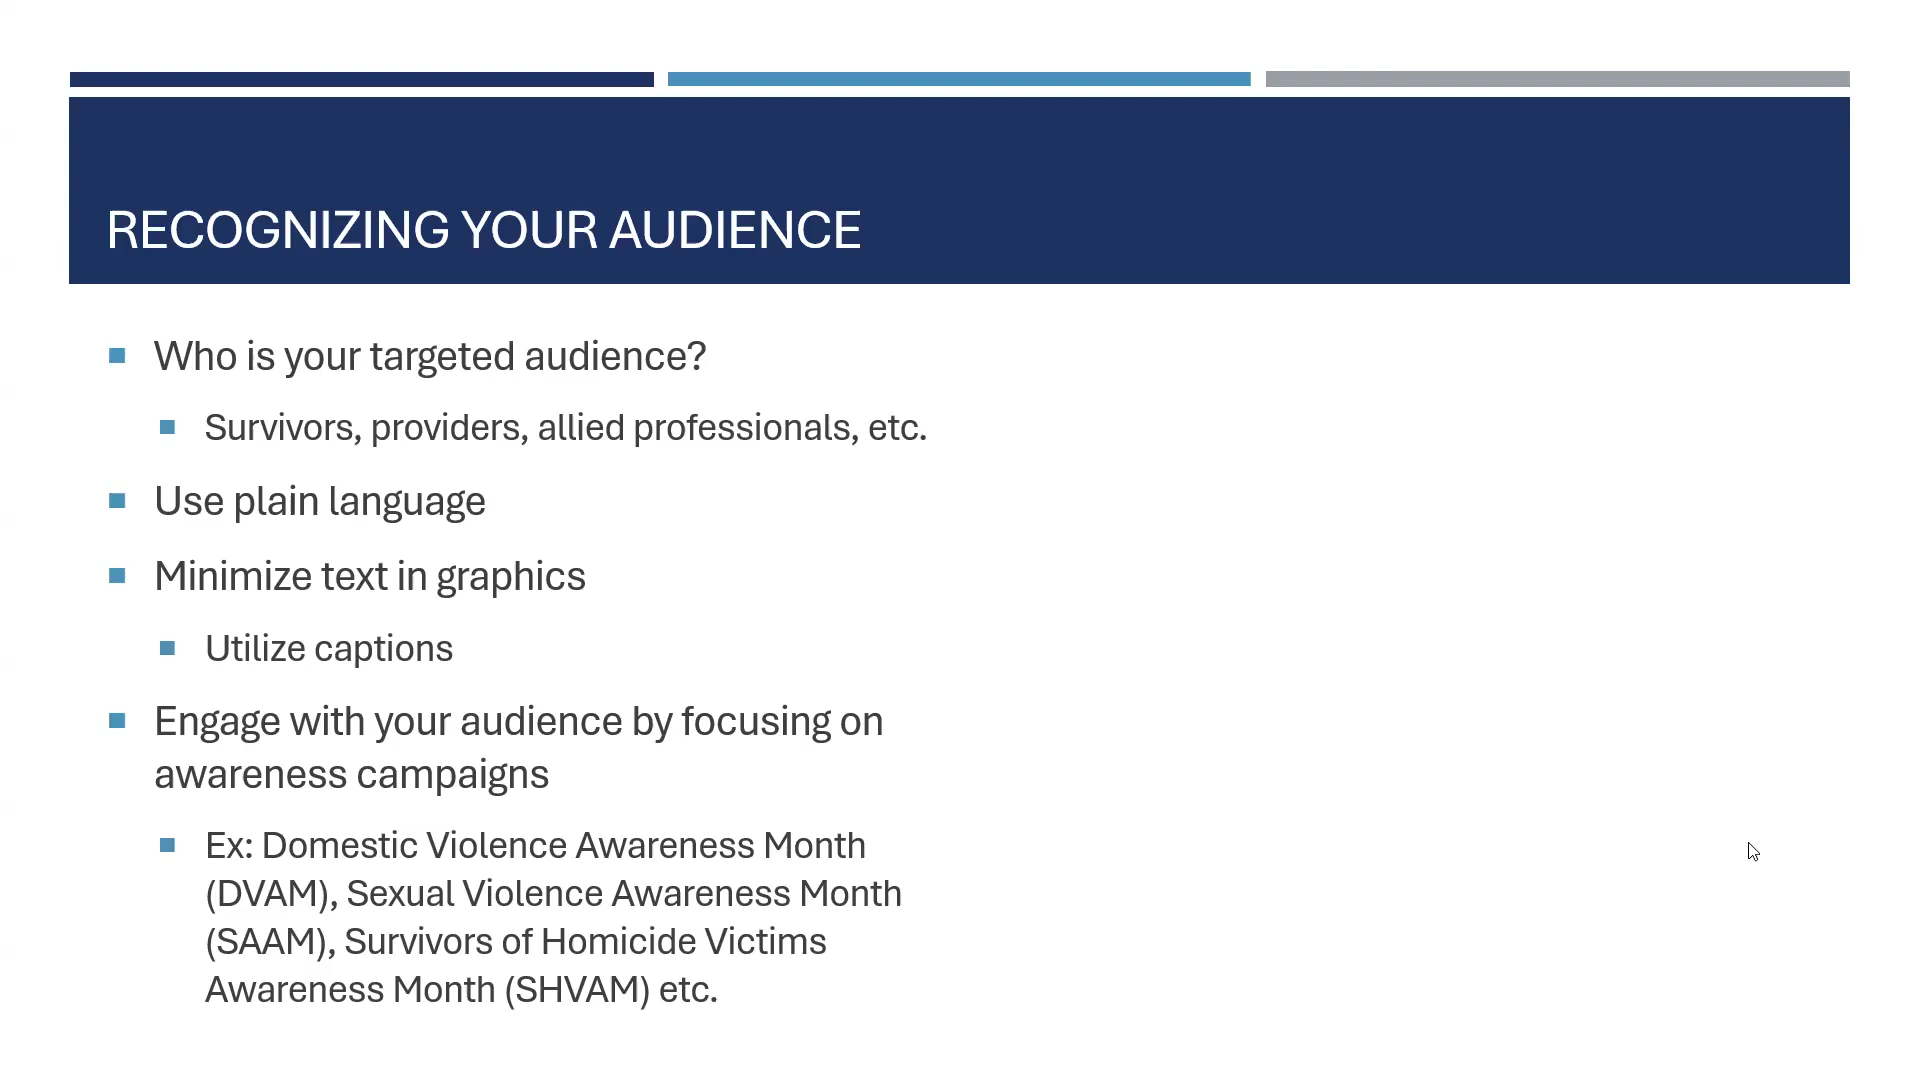 RECOGNIZING YOUR AUDIENCE
Who is your targeted audience?
Survivors, providers, allied professionals, etc.
Use plain language
Minimize text in graphics
Utilize captions
Engage with your audience by focusing on
awareness campaigns
Ex: Domestic Violence Awareness Month
(DVAM), Sexual Violence Awareness Month
(SAAM), Survivors of Homicide Victims
Awareness Month (SHVAM) etc.